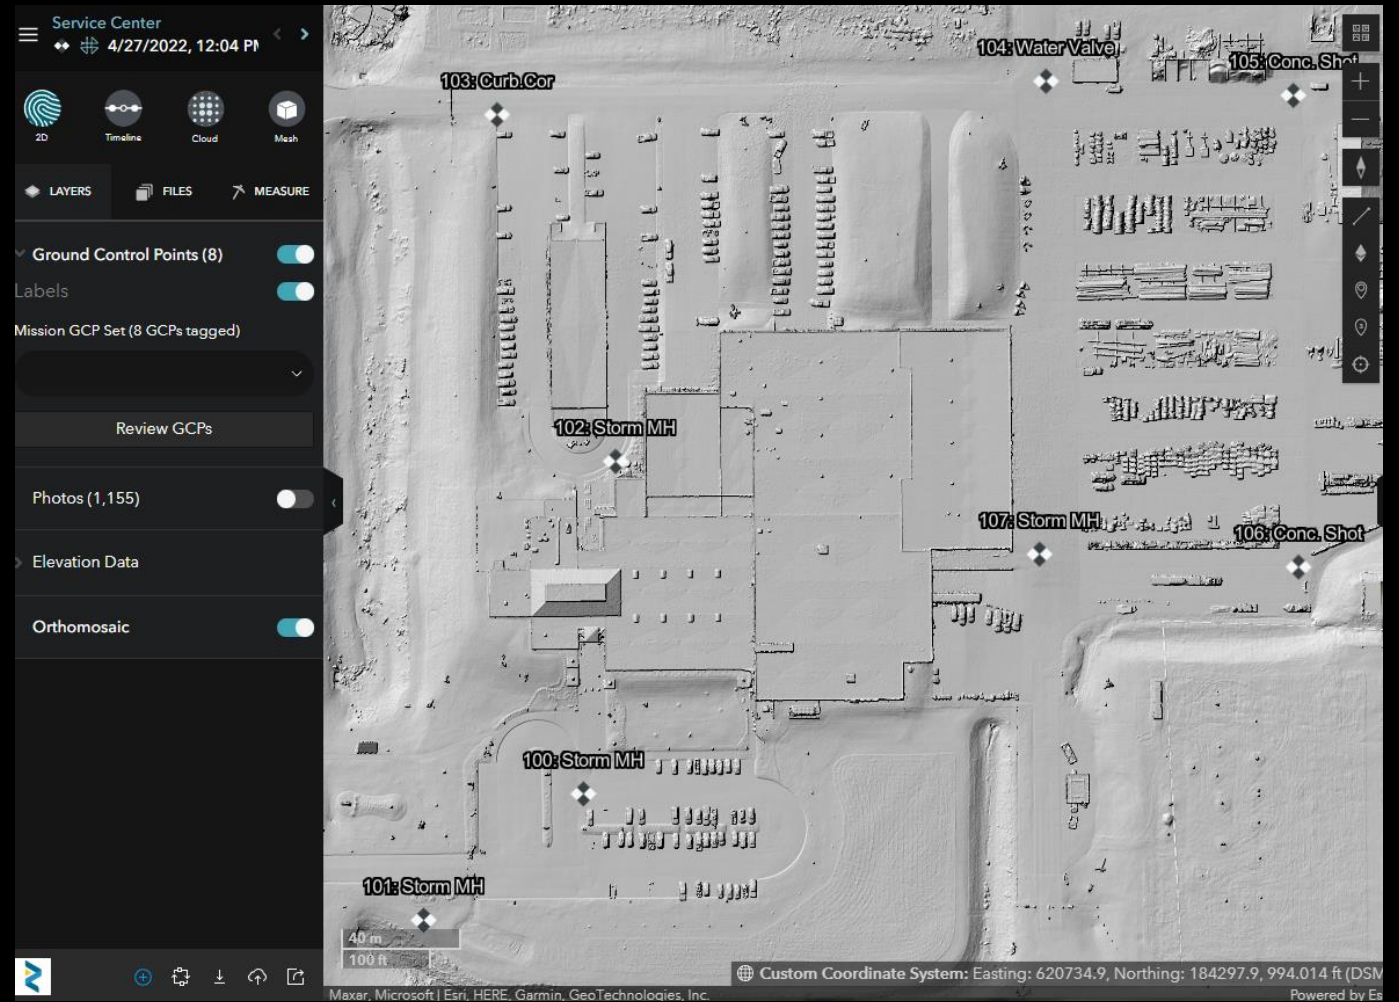 Service Center
4/27/2022, 12:04 PM
2D
Timeline
Cloud
Mesh
LAYERS
FILES
MEASURE
Ground Control Points (8)
Labels
Mission GCP Set (8 GCPs tagged)
Review GCPs
Photos (1,155)
Elevation Data
Orthomosaic
103: Curb.Cor
104: Water Valve
105: Conc. Shot
102: Storm MH
107: Storm MH
106: Conc. Shot
100: Storm MH
101: Storm MH
40 m
100 ft
Custom Coordinate System: Easting: 620734.9, Northing: 184297.9, 994.014 ft (DSM
Maxar, Microsoft | Esri, HERE, Garmin, GeoTechnologies, Inc.
Powered by Es